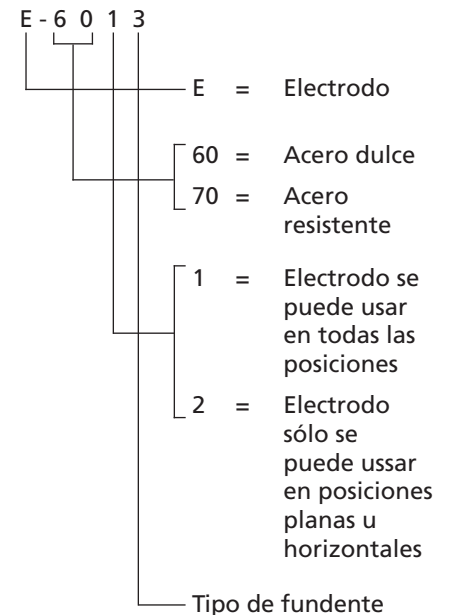 E - 6 0 1 3
E = Electrodo
60 = Acero dulce
70 = Acero
resistente
1 = Electrodo se
puede usar
en todas las
posiciones
2 = Electrodo
sólo se
puede ussar
en posiciones
planas u
horizontales
Tipo de fundente